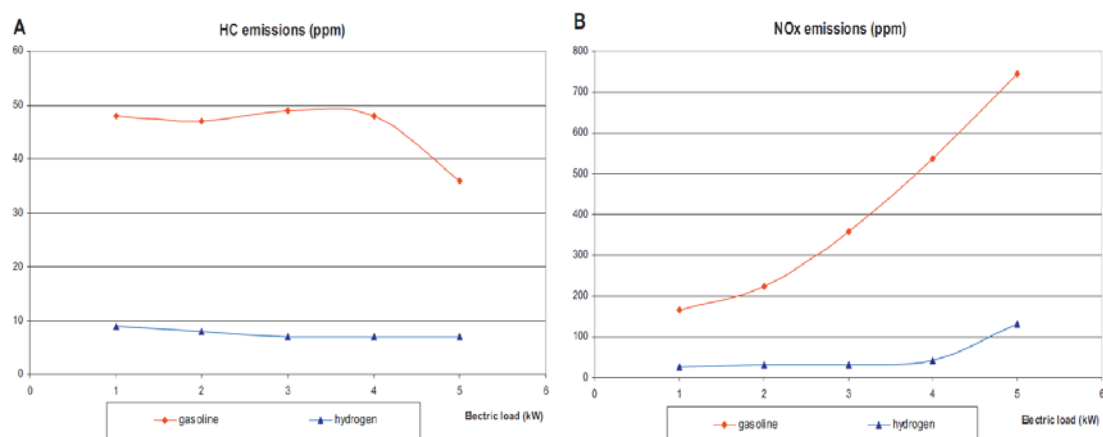 A
HC emissions (ppm)
60
50
40
30
20
10
0
0 1 2 3 4 5 6
gasoline hydrogen
Electric load (kW)
B
NOx emissions (ppm)
800
700
600
500
400
300
200
100
0
0 1 2 3 4 5 6
gasoline hydrogen
Electric load (kW)